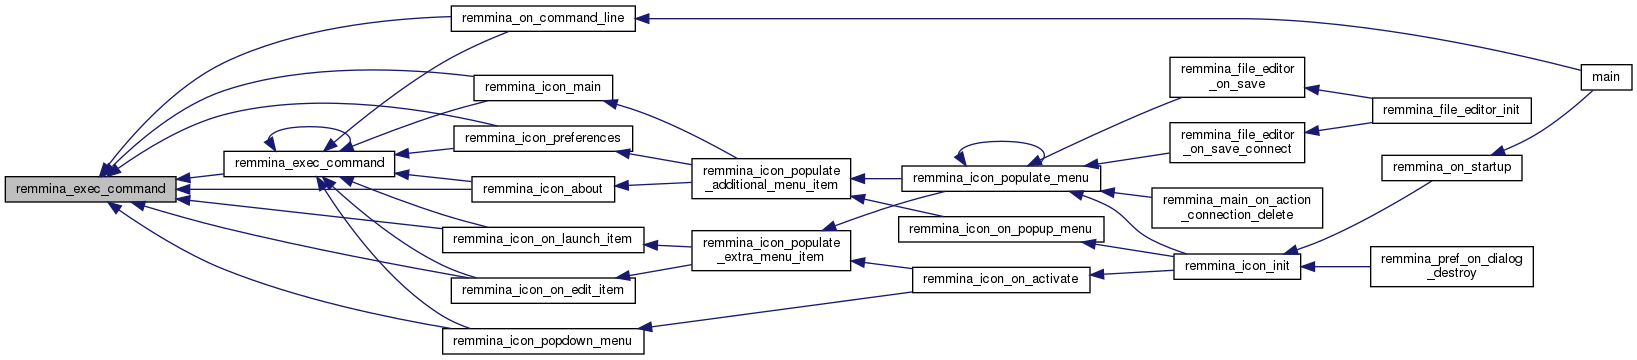 remmina_exec_command
remmina_exec_command
remmina_on_command_line
remmina_icon_main
remmina_icon_preferences
remmina_icon_about
remmina_icon_on_launch_item
remmina_icon_on_edit_item
remmina_icon_popdown_menu
remmina_icon_populate
_additional_menu_item
remmina_icon_populate
_extra_menu_item
remmina_icon_populate_menu
remmina_icon_on_popup_menu
remmina_icon_on_activate
remmina_file_editor
_on_save
remmina_file_editor
_on_save_connect
remmina_main_on_action
_connection_delete
remmina_icon_init
remmina_file_editor_init
remmina_on_startup
remmina_pref_on_dialog
_destroy
main